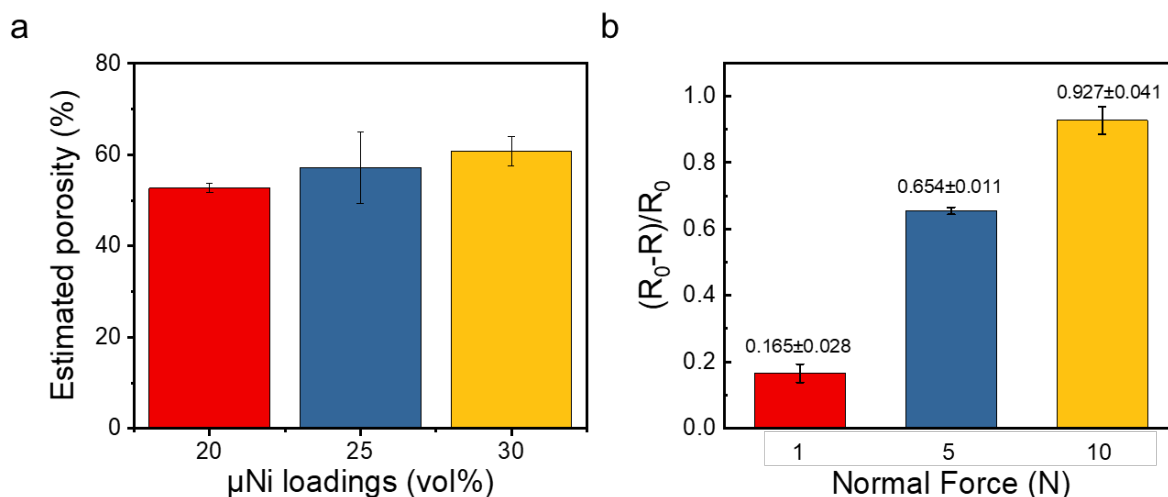 a
80
60
40
20
0
Estimated porosity (%)
20 25 30
µNi loadings (vol%)
b
1.0
0.8
0.6
0.4
0.2
0.0
(R₀-R)/R₀
0.165±0.028
0.654±0.011
0.927±0.041
1 5 10
Normal Force (N)